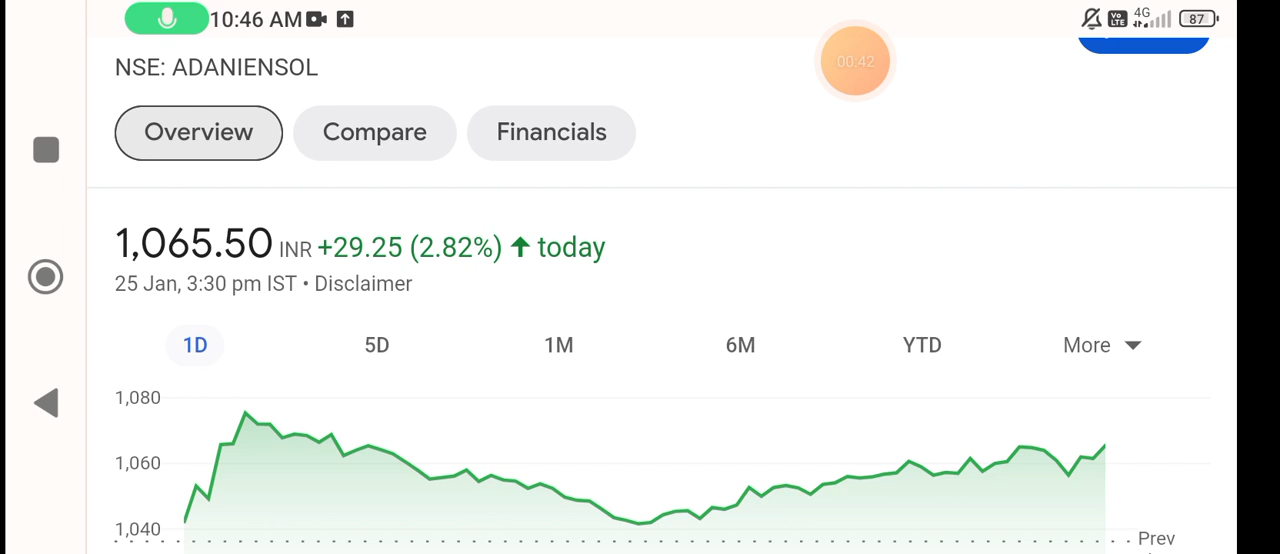 10:46 AM
Vo LTE 4G 87
00:42
NSE: ADANIENSOL
Overview Compare Financials
1,065.50 INR +29.25 (2.82%) ↑ today
25 Jan, 3:30 pm IST • Disclaimer
1D 5D 1M 6M YTD More
1,080
1,060
1,040
Prev